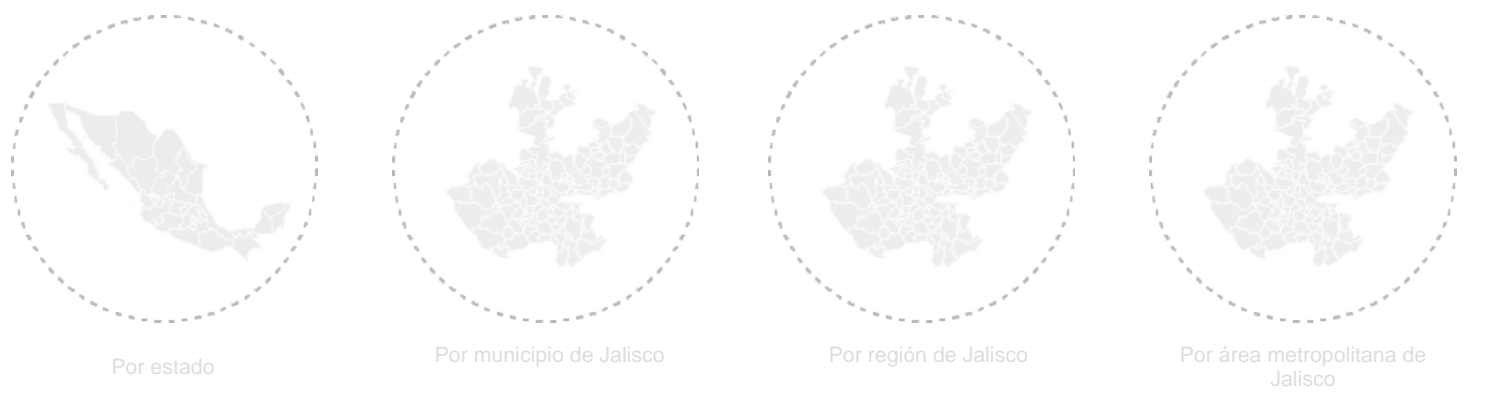 Por estado
Por municipio de Jalisco
Por región de Jalisco
Por área metropolitana de
Jalisco